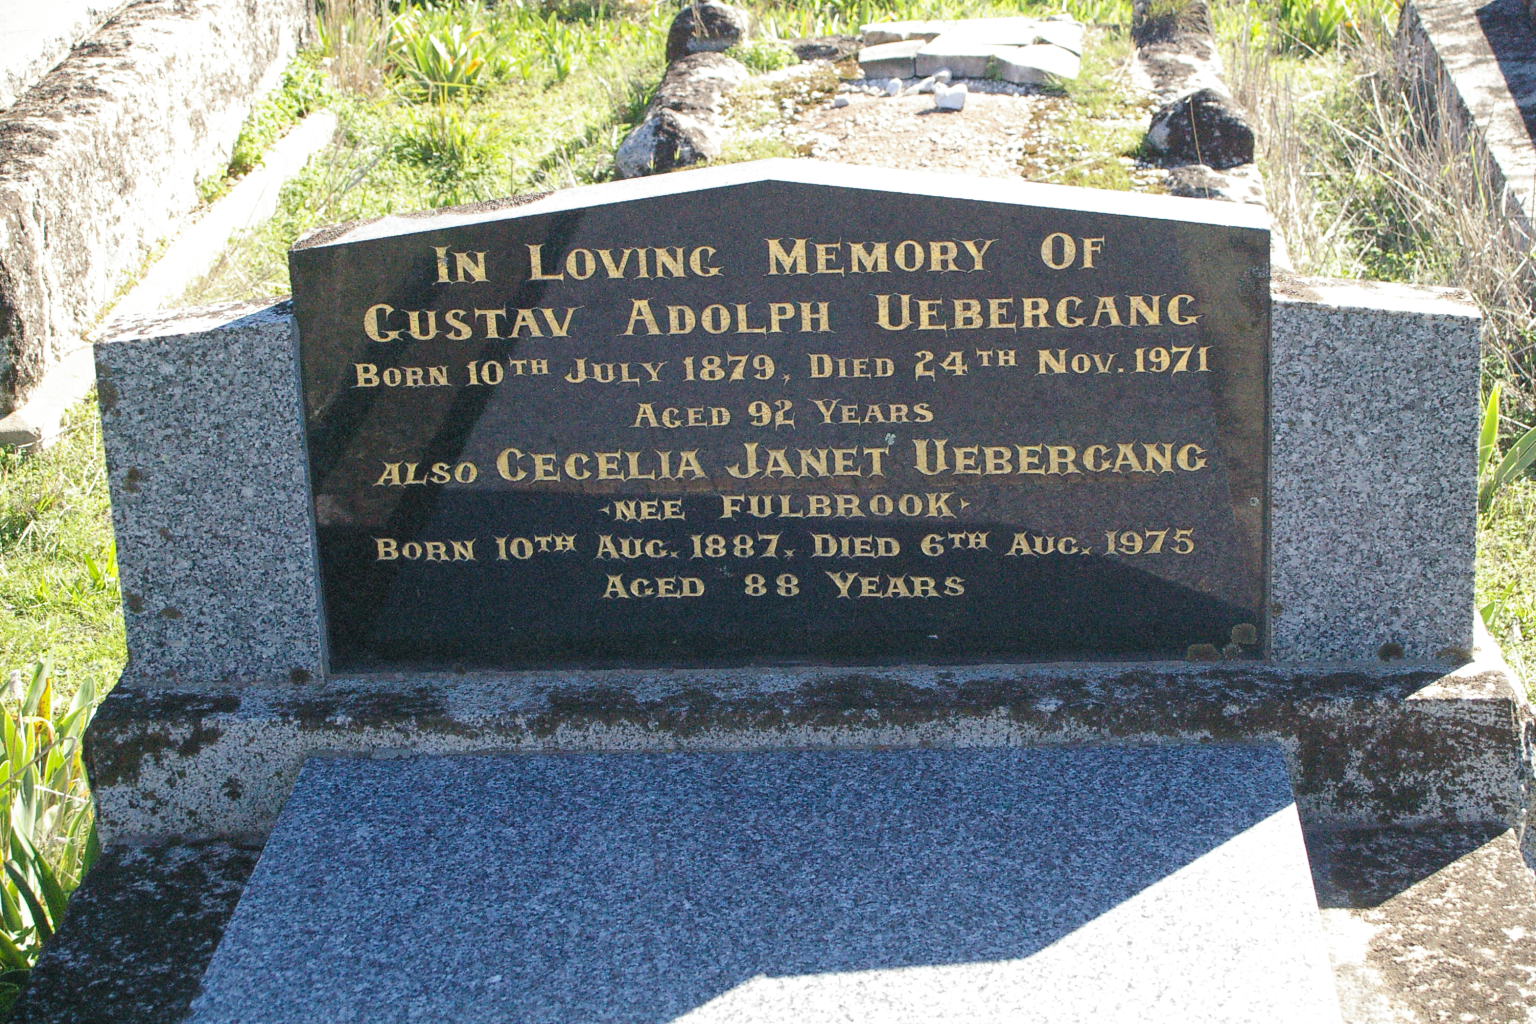 IN LOVING MEMORY OF
GUSTAV ADOLPH UEBERGANG
BORN 10TH JULY 1879, DIED 24TH NOV. 1971
AGED 92 YEARS
ALSO CECELIA JANET UEBERGANG
-NEE FULBROOK-
BORN 10TH AUG. 1887, DIED 6TH AUG. 1975
AGED 88 YEARS